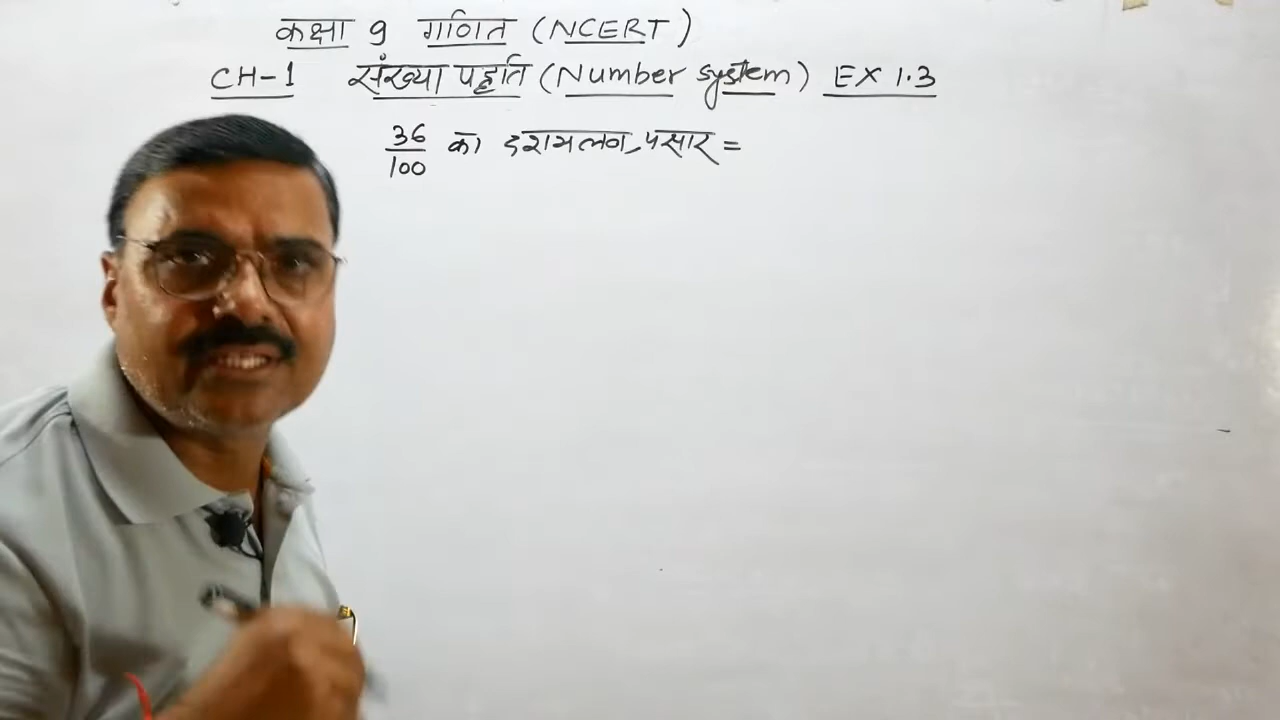 कक्षा 9 गणित (NCERT)
CH-1 संख्या पद्धति (Number system) EX 1.3
36/100 का दशमलव प्रसार =